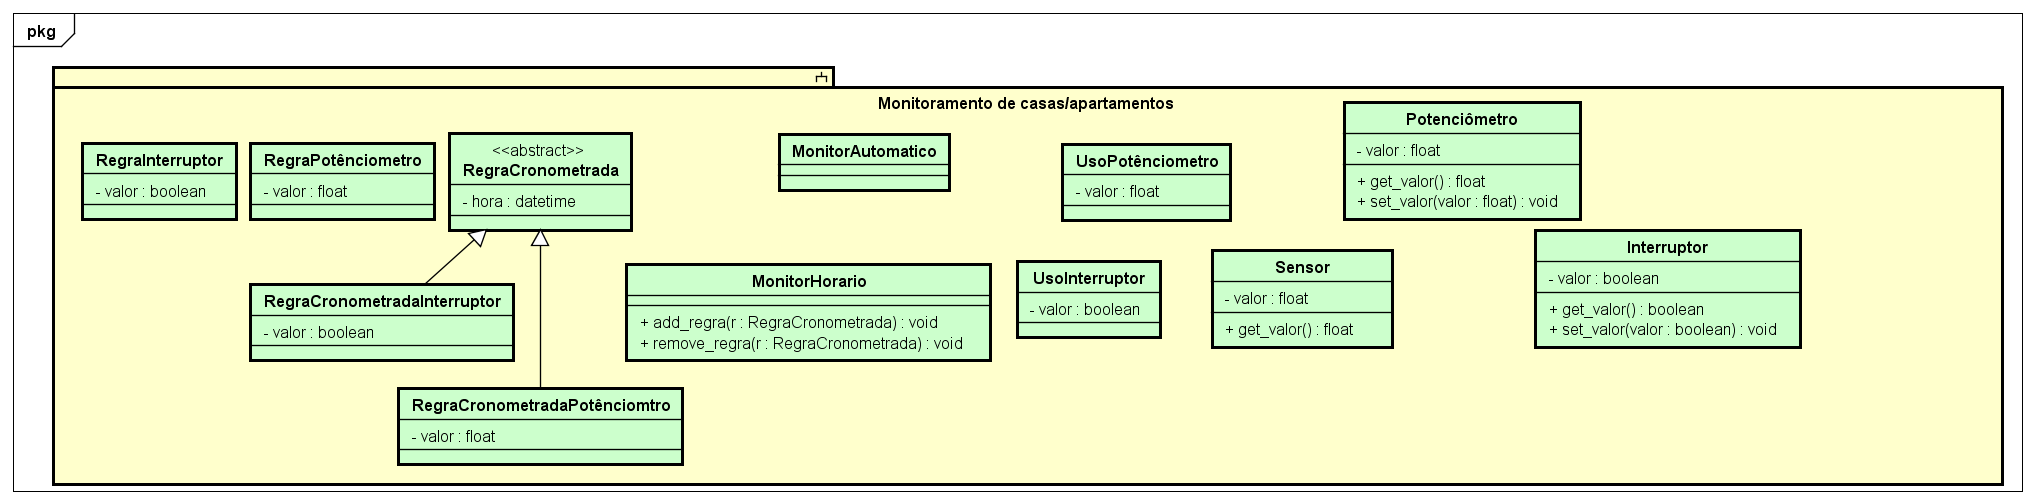 pkg
Monitoramento de casas/apartamentos
RegraInterruptor
- valor : boolean
RegraPotênciometro
- valor : float
<<abstract>>
RegraCronometrada
- hora : datetime
MonitorAutomatico
UsoPotênciometro
- valor : float
Potenciômetro
- valor : float
+ get_valor() : float
+ set_valor(valor : float) : void
RegraCronometradaInterruptor
- valor : boolean
MonitorHorario
+ add_regra(r : RegraCronometrada) : void
+ remove_regra(r : RegraCronometrada) : void
UsoInterruptor
- valor : boolean
Sensor
- valor : float
+ get_valor() : float
Interruptor
- valor : boolean
+ get_valor() : boolean
+ set_valor(valor : boolean) : void
RegraCronometradaPotênciomtro
- valor : float